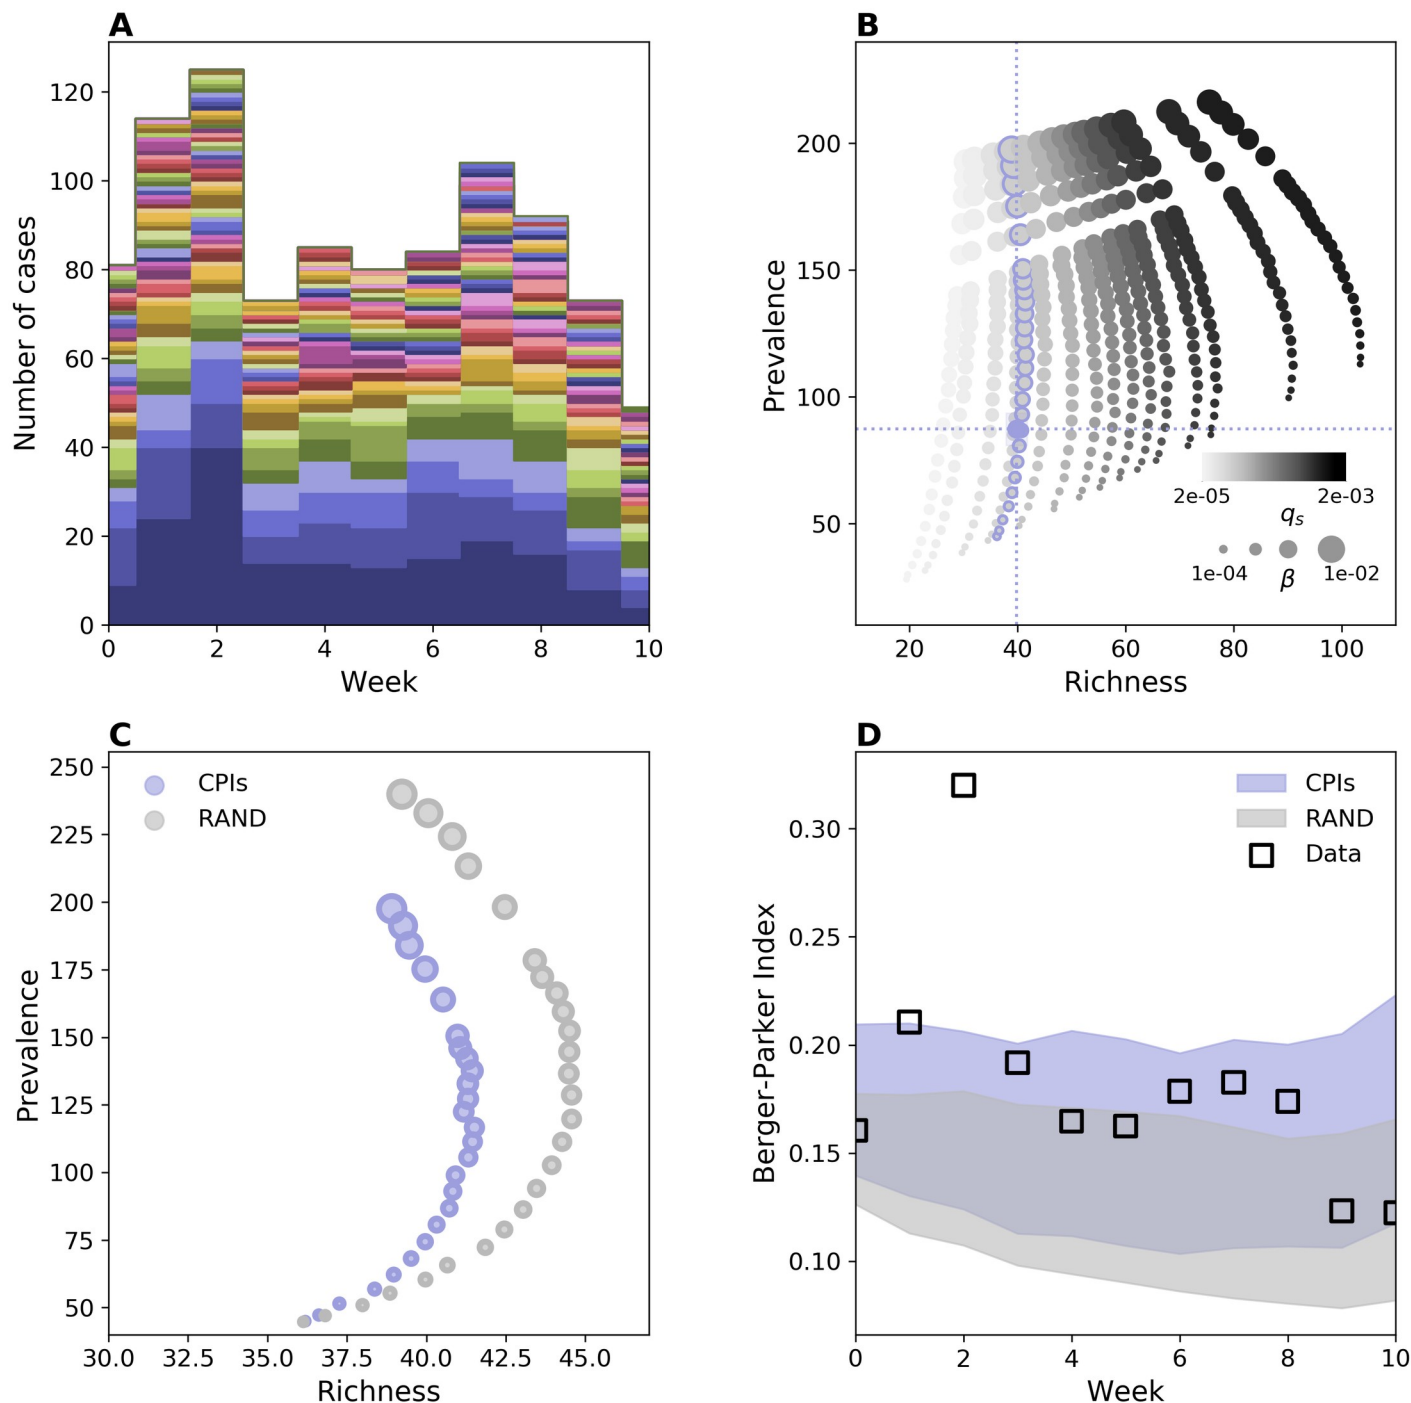 A
Number of cases
120
100
80
60
40
20
0
0 2 4 6 8 10
Week
B
Prevalence
200
150
100
50
2e-05 2e-03
qs
1e-04 1e-02
β
20 40 60 80 100
Richness
C
CPIs
RAND
Prevalence
250
225
200
175
150
125
100
75
50
30.0 32.5 35.0 37.5 40.0 42.5 45.0
Richness
D
CPIs
RAND
Data
Berger-Parker Index
0.30
0.25
0.20
0.15
0.10
0 2 4 6 8 10
Week